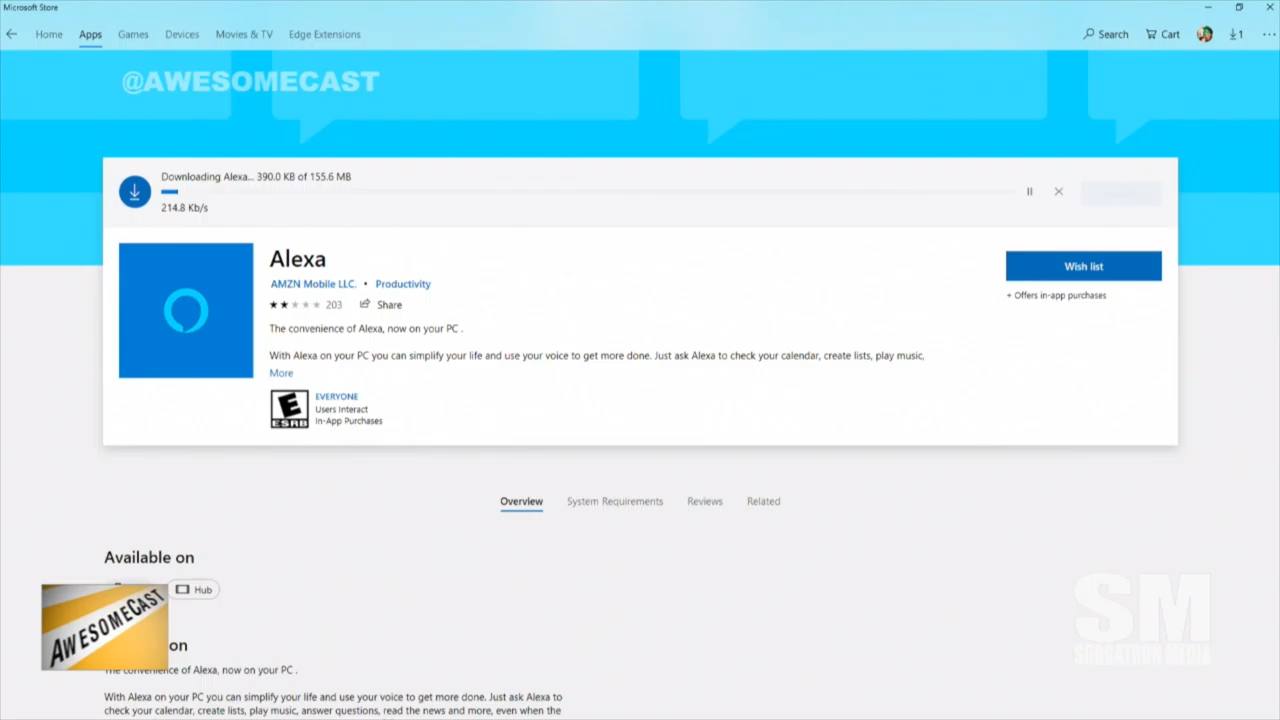 Microsoft Store
Home Apps Games Devices Movies & TV Edge Extensions Search Cart 1
@AWESOMECAST
Downloading Alexa... 390.0 KB of 155.6 MB
214.8 Kb/s
Alexa
AMZN Mobile LLC. • Productivity
203 Share
The convenience of Alexa, now on your PC .
With Alexa on your PC you can simplify your life and use your voice to get more done. Just ask Alexa to check your calendar, create lists, play music,
More
Wish list
+ Offers in-app purchases
E
ESRB
EVERYONE
Users Interact
In-App Purchases
Overview System Requirements Reviews Related
Available on
Hub
AWESOMECAST
on
The convenience of Alexa, now on your PC .
With Alexa on your PC you can simplify your life and use your voice to get more done. Just ask Alexa to
check your calendar, create lists, play music, answer questions, read the news and more, even when the
SM
SORGATRON MEDIA